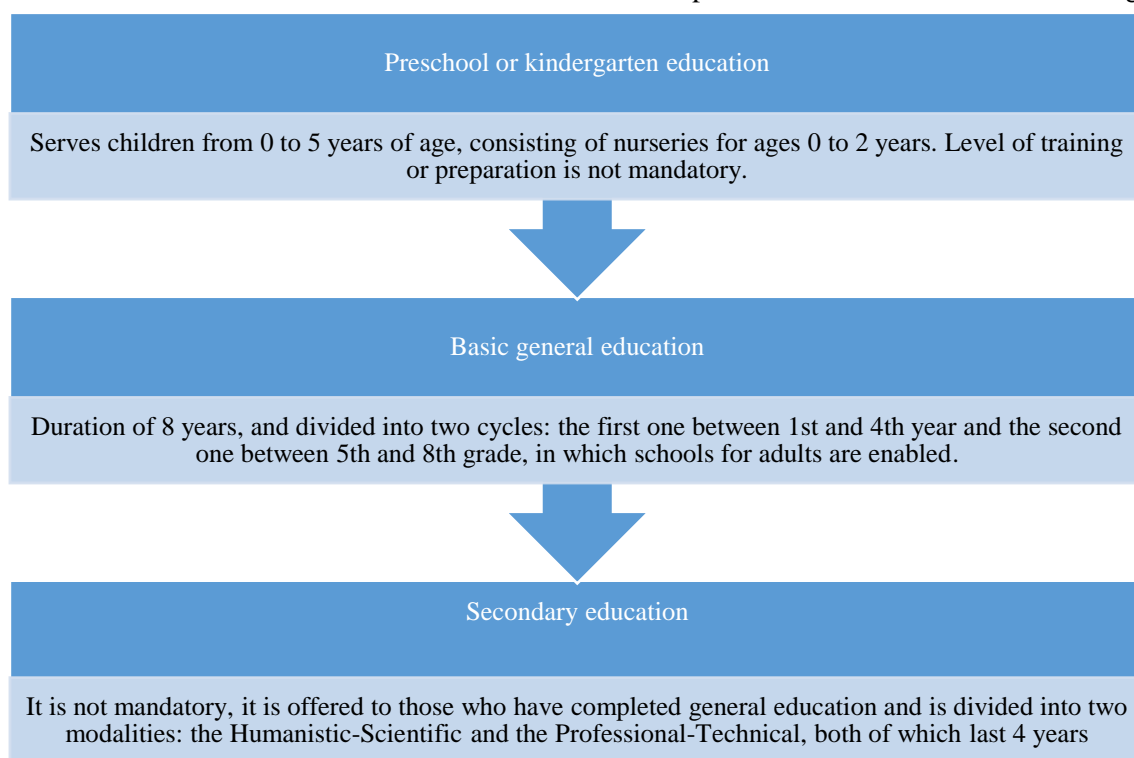 Preschool or kindergarten education
Serves children from 0 to 5 years of age, consisting of nurseries for ages 0 to 2 years. Level of training
or preparation is not mandatory.
Basic general education
Duration of 8 years, and divided into two cycles: the first one between 1st and 4th year and the second
one between 5th and 8th grade, in which schools for adults are enabled.
Secondary education
It is not mandatory, it is offered to those who have completed general education and is divided into two
modalities: the Humanistic-Scientific and the Professional-Technical, both of which last 4 years